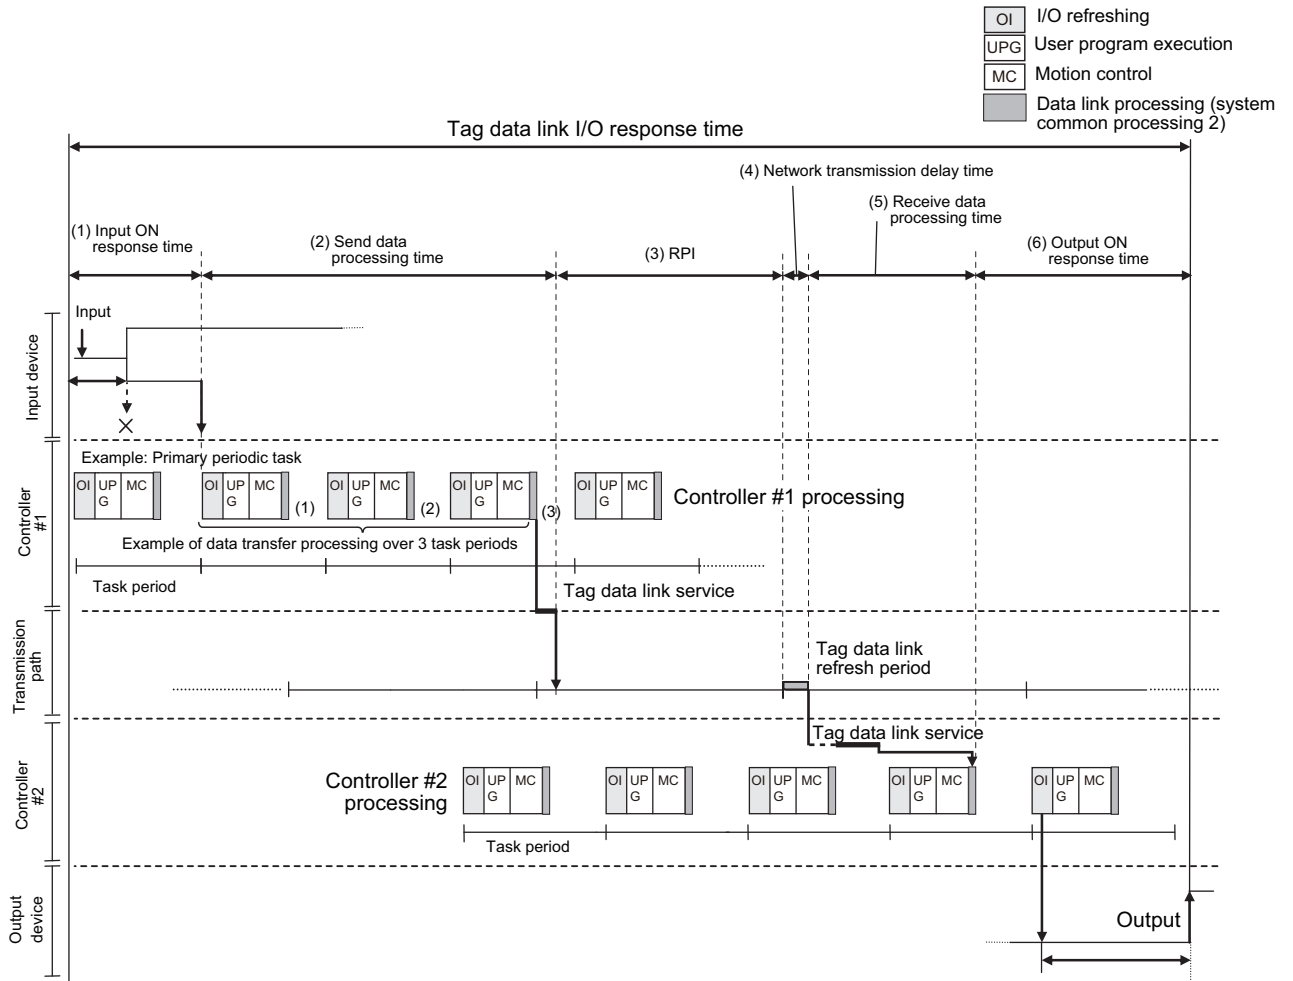 OI I/O refreshing
UPG User program execution
MC Motion control
Data link processing (system
common processing 2)
Tag data link I/O response time
(4) Network transmission delay time
(5) Receive data
processing time
(1) Input ON
response time
(2) Send data
processing time
(3) RPI
(6) Output ON
response time
Input device
Input
Controller
#1
Example: Primary periodic task
OI UP
G MC
OI UP
G MC
(1)
OI UP
G MC
(2)
OI UP
G MC
(3)
OI UP
G MC
Controller #1 processing
Example of data transfer processing over 3 task periods
Task period
Tag data link service
Transmission
path
Tag data link
refresh period
Tag data link service
Controller
#2
Controller #2
processing
OI UP
G MC
OI UP
G MC
OI UP
G MC
OI UP
G MC
OI UP
G MC
Task period
Output
device
Output